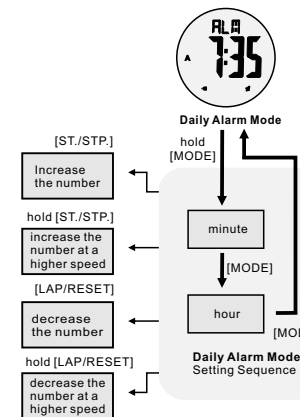 ALM
A
7:35
Daily Alarm Mode
hold
[MODE]
[ST./STP.]
Increase
the number
hold [ST./STP.]
increase the
number at a
higher speed
[LAP/RESET]
decrease
the number
hold [LAP/RESET]
decrease the
number at a
higher speed
minute
[MODE]
hour
[MO
Daily Alarm Mode
Setting Sequence